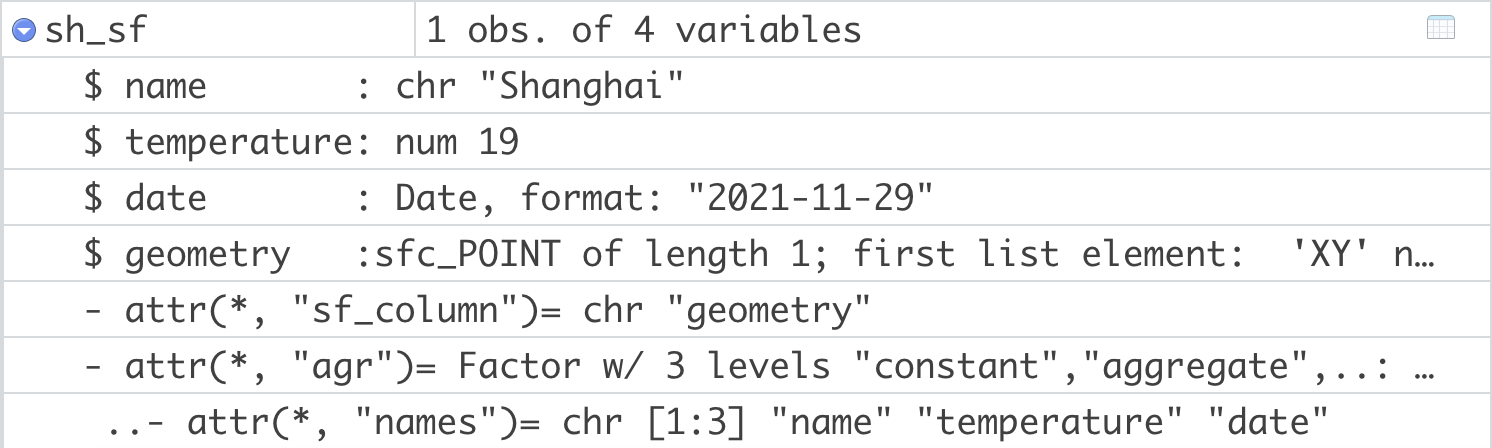 sh_sf 1 obs. of 4 variables
$ name       : chr "Shanghai"
$ temperature: num 19
$ date       : Date, format: "2021-11-29"
$ geometry   :sfc_POINT of length 1; first list element:  'XY' n…
- attr(*, "sf_column")= chr "geometry"
- attr(*, "agr")= Factor w/ 3 levels "constant","aggregate",..: …
..- attr(*, "names")= chr [1:3] "name" "temperature" "date"